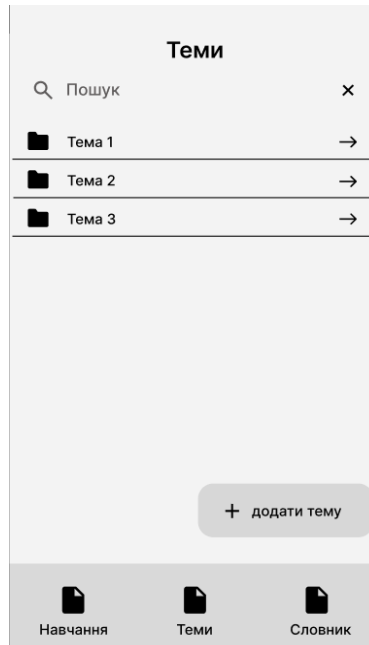 Теми
Пошук
Тема 1
Тема 2
Тема 3
+ додати тему
Навчання Теми Словник